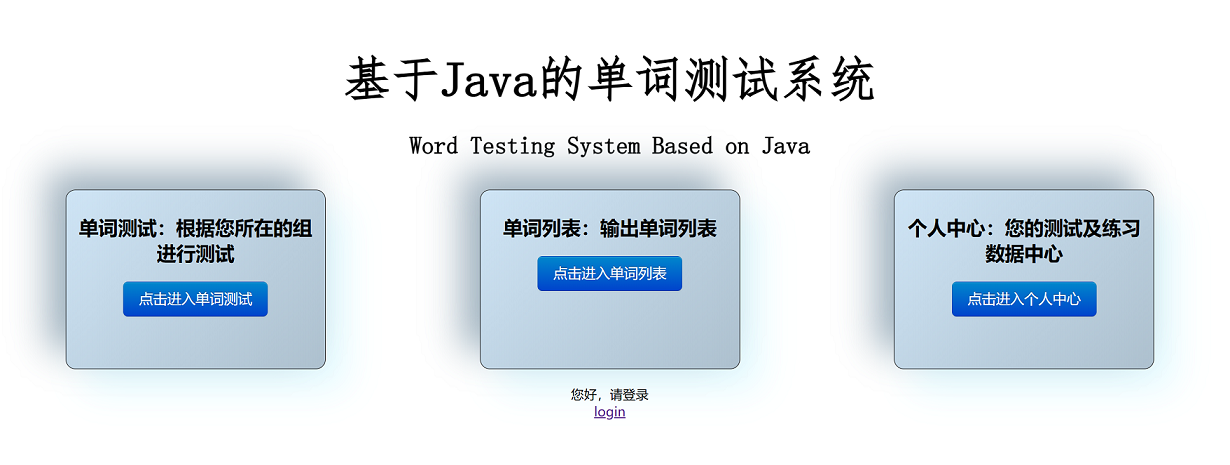 基于Java的单词测试系统
Word Testing System Based on Java
单词测试：根据您所在的组
进行测试
点击进入单词测试
单词列表：输出单词列表
点击进入单词列表
个人中心：您的测试及练习
数据中心
点击进入个人中心
您好，请登录
login